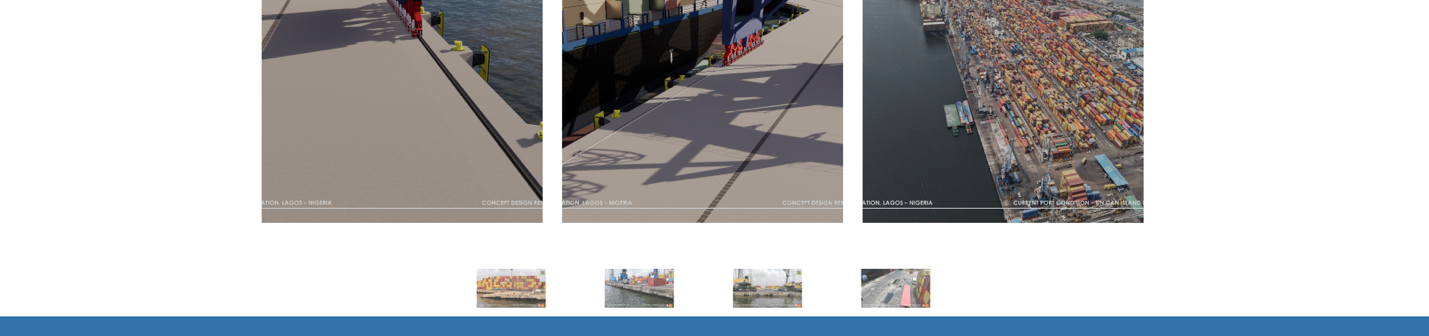 ATION, LAGOS – NIGERIA
CONCEPT DESIGN RE
ATION, LAGOS – NIGERIA
CONCEPT DESIGN REN
ATION, LAGOS – NIGERIA
CURRENT PORT CONDITION – TIN CAN ISLAND